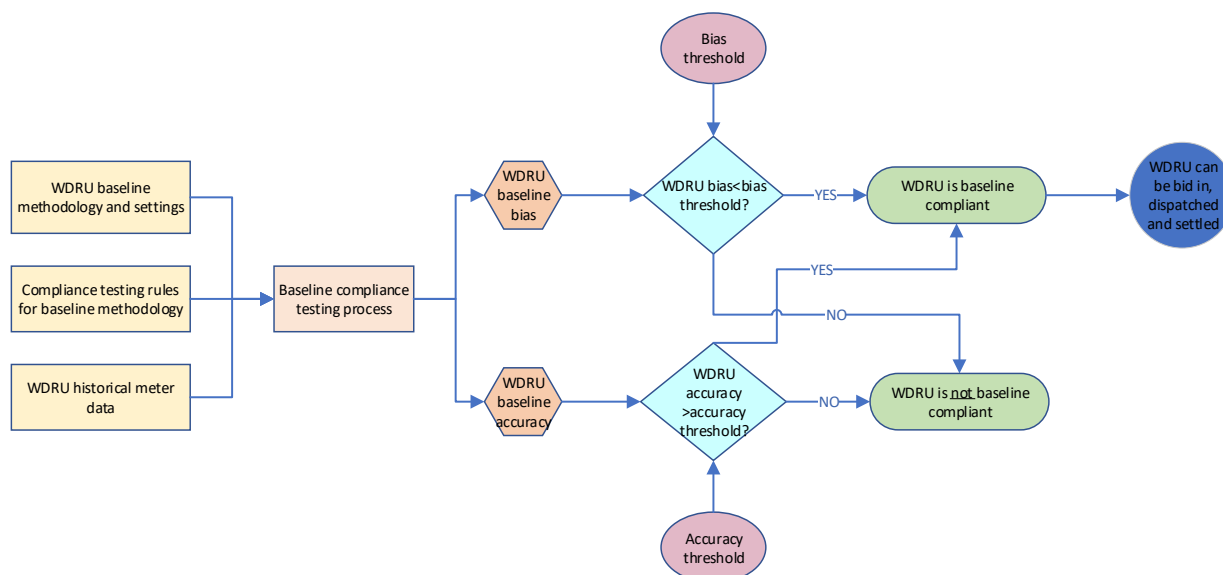 Bias
threshold
WDRU baseline
methodology and settings
WDRU
baseline
bias
WDRU bias<bias
threshold?
YES
WDRU is baseline
compliant
WDRU can
be bid in,
dispatched
and settled
Compliance testing rules
for baseline methodology
Baseline compliance
testing process
YES
NO
WDRU historical meter
data
WDRU
baseline
accuracy
WDRU
accuracy
>accuracy
threshold?
NO
WDRU is not baseline
compliant
Accuracy
threshold